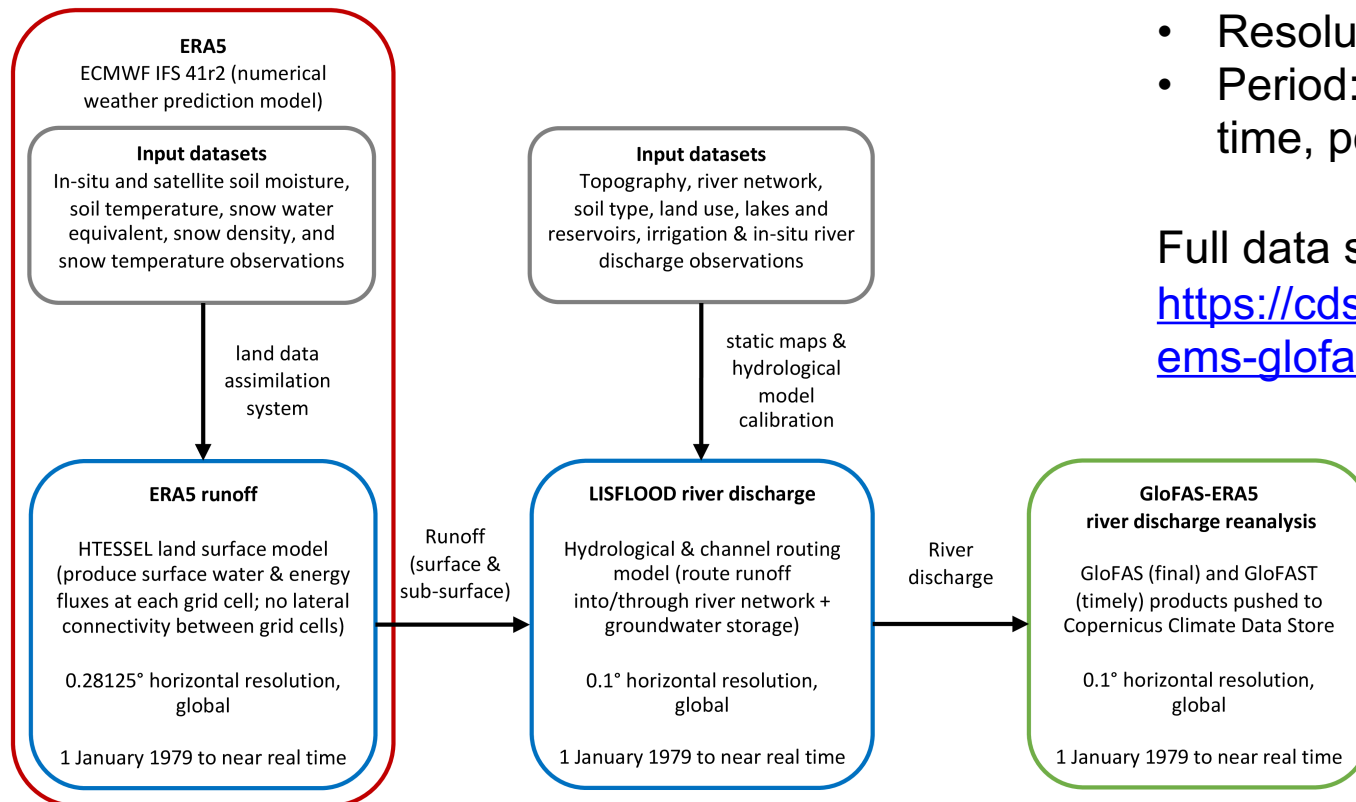 ERA5
ECMWF IFS 41r2 (numerical
weather prediction model)
Input datasets
In-situ and satellite soil moisture,
soil temperature, snow water
equivalent, snow density, and
snow temperature observations
land data
assimilation
system
ERA5 runoff
HTESSEL land surface model
(produce surface water & energy
fluxes at each grid cell; no lateral
connectivity between grid cells)
0.28125° horizontal resolution,
global
1 January 1979 to near real time
Runoff
(surface &
sub-surface)
Input datasets
Topography, river network,
soil type, land use, lakes and
reservoirs, irrigation & in-situ river
discharge observations
static maps &
hydrological
model
calibration
LISFLOOD river discharge
Hydrological & channel routing
model (route runoff
into/through river network +
groundwater storage)
0.1° horizontal resolution,
global
1 January 1979 to near real time
River
discharge
GloFAS-ERA5
river discharge reanalysis
GloFAS (final) and GloFAST
(timely) products pushed to
Copernicus Climate Data Store
0.1° horizontal resolution,
global
1 January 1979 to near real time
• Resolu
• Period:
time, p
Full data s
https://cds
ems-glofa